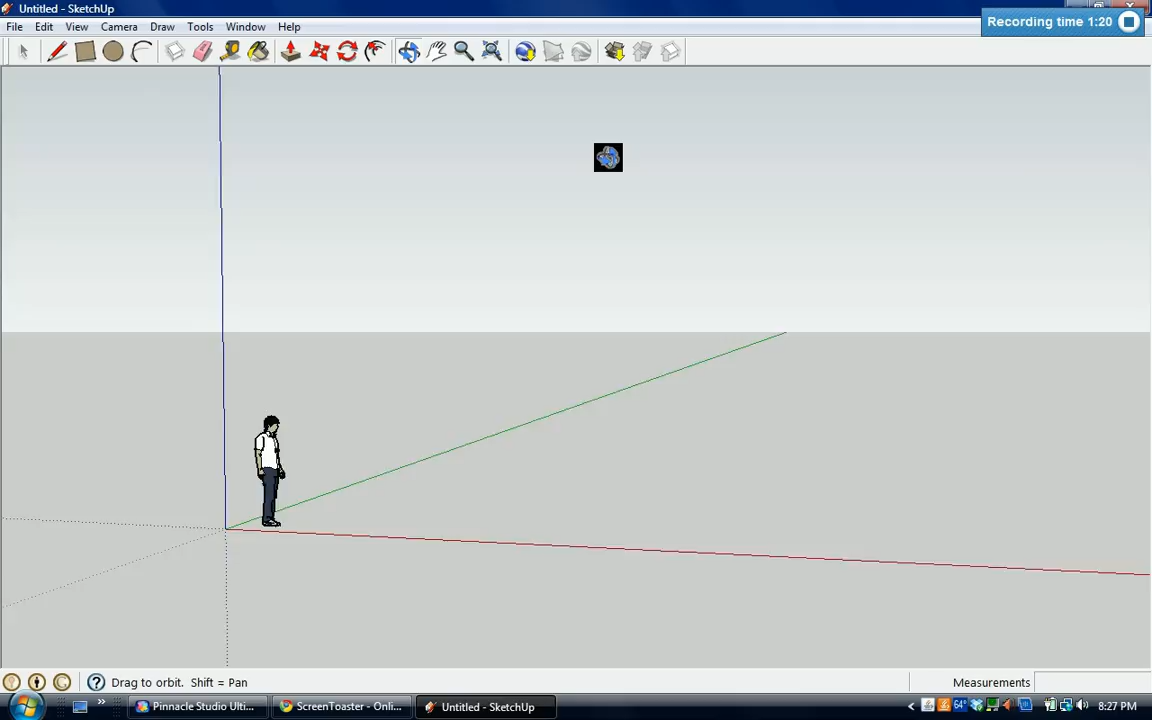 Untitled - SketchUp
Recording time 1:20
File Edit View Camera Draw Tools Window Help
Drag to orbit. Shift = Pan
Measurements
Pinnacle Studio Ulti...
ScreenToaster - Onli...
Untitled - SketchUp
64°
8:27 PM